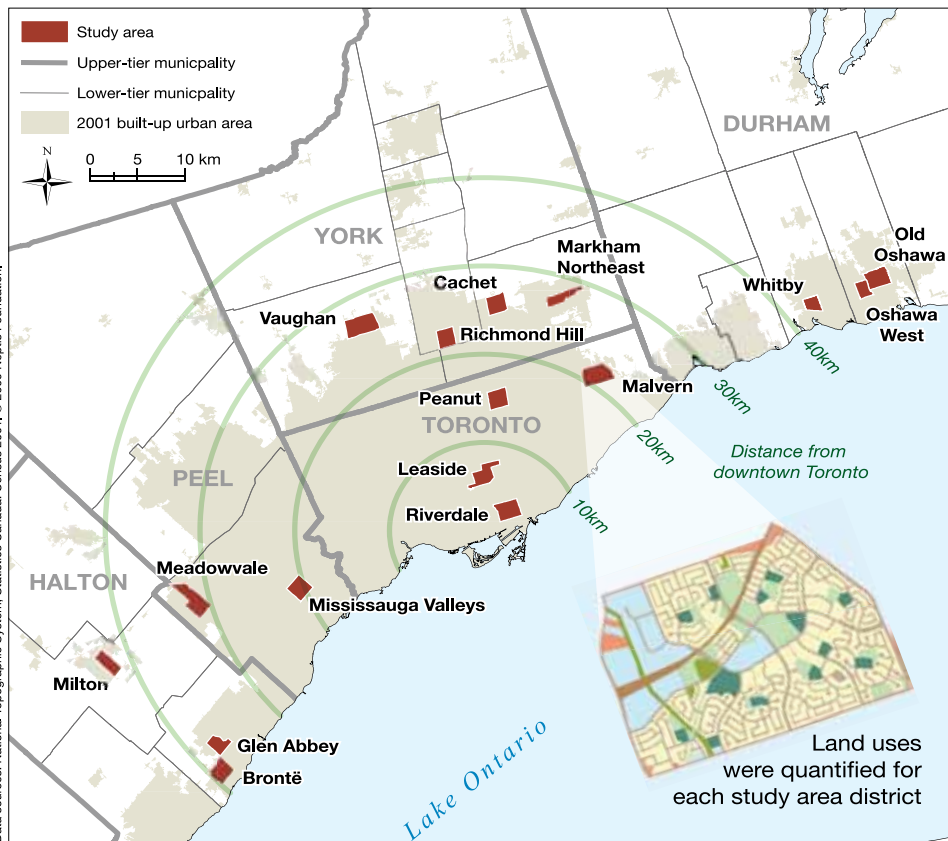 Study area
Upper-tier municpality
Lower-tier municpality
2001 built-up urban area
N
0 5 10 km
DURHAM
YORK
Old
Oshawa
Markham
Northeast
Cachet
Whitby
Vaughan
Richmond Hill
Oshawa
West
40km
Malvern
30km
Peanut
TORONTO
20km
Distance from
downtown Toronto
Leaside
PEEL
Riverdale
10km
Meadowvale
HALTON
Mississauga Valleys
Milton
Glen Abbey
Brontë
Lake Ontario
Land uses
were quantified for
each study area district